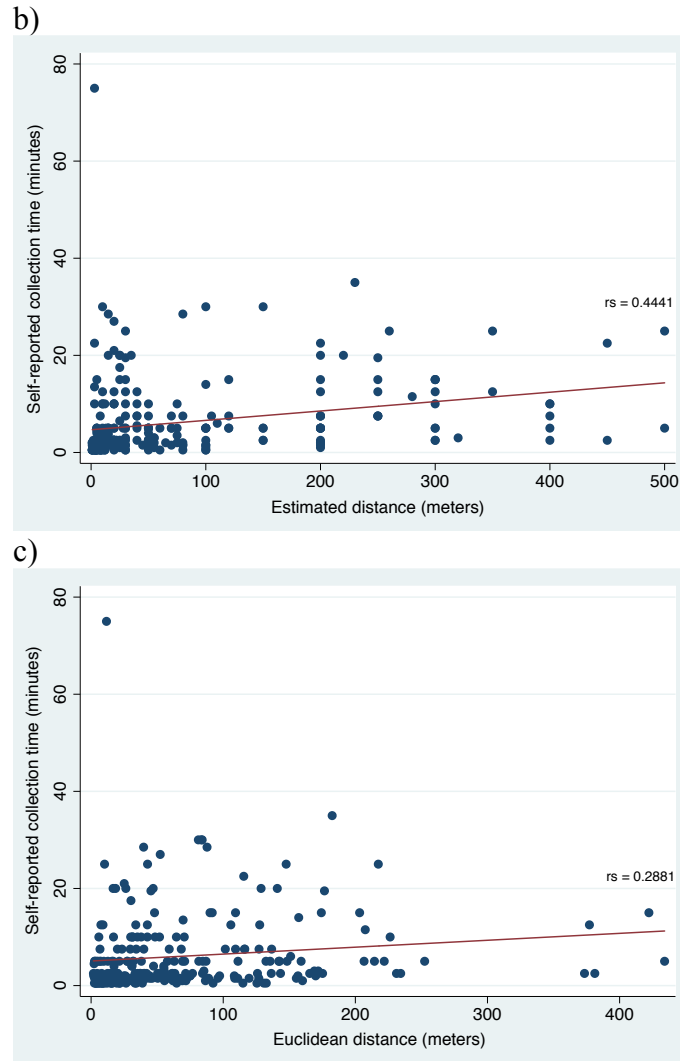 b)
80
60
40
20
0
Self-reported collection time (minutes)
rs = 0.4441
0 100 200 300 400 500
Estimated distance (meters)
c)
80
60
40
20
0
Self-reported collection time (minutes)
rs = 0.2881
0 100 200 300 400
Euclidean distance (meters)